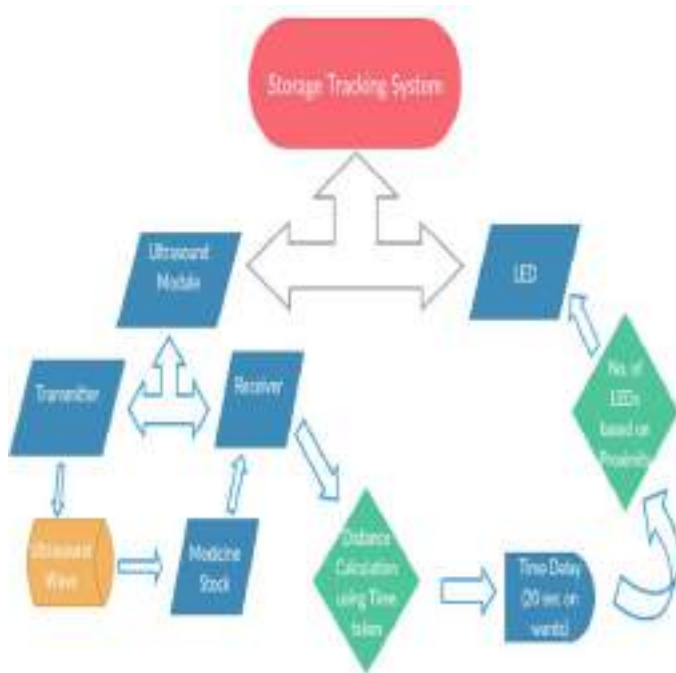 Storage Tracking System
Ultrasound
Module
LED
Transmitter
Receiver
No. of
LEDs
based on
Proximity
Ultrasound
Wave
Medicine
Stock
Distance
Calculation
using Time
taken
Time Delay
(20 sec on
wards)